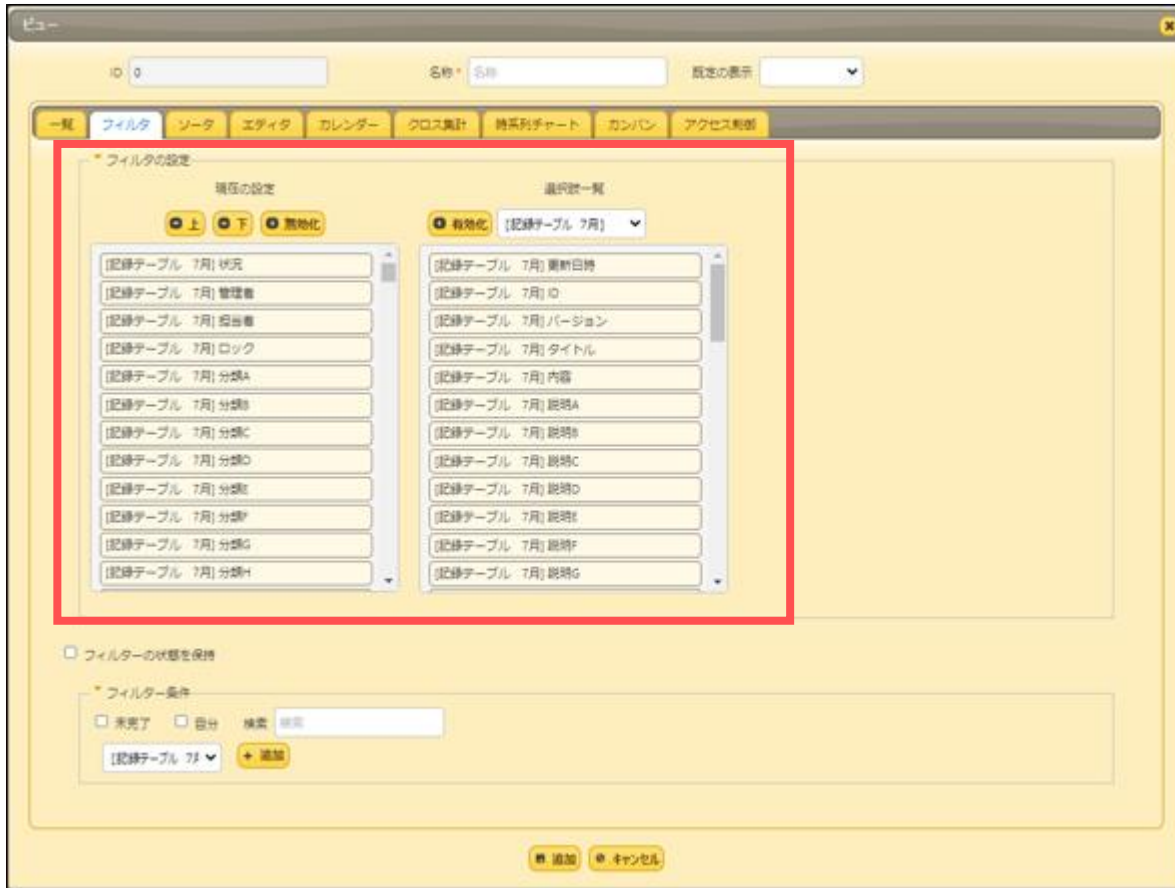 ビュー
ID 0 名称* 名称 既定の表示
一覧 フィルタ ソータ エディタ カレンダー クロス集計 時系列チャート カンバン アクセス制御
フィルタの設定
現在の設定 選択肢一覧
上 下 無効化 有効化 [記録テーブル 7月]
[記録テーブル 7月] 状況 [記録テーブル 7月] 更新日時
[記録テーブル 7月] 管理者 [記録テーブル 7月] ID
[記録テーブル 7月] 担当者 [記録テーブル 7月] バージョン
[記録テーブル 7月] ロック [記録テーブル 7月] タイトル
[記録テーブル 7月] 分類A [記録テーブル 7月] 内容
[記録テーブル 7月] 分類B [記録テーブル 7月] 説明A
[記録テーブル 7月] 分類C [記録テーブル 7月] 説明B
[記録テーブル 7月] 分類D [記録テーブル 7月] 説明C
[記録テーブル 7月] 分類E [記録テーブル 7月] 説明D
[記録テーブル 7月] 分類F [記録テーブル 7月] 説明E
[記録テーブル 7月] 分類G [記録テーブル 7月] 説明F
[記録テーブル 7月] 分類H [記録テーブル 7月] 説明G
フィルターの状態を保持
フィルター条件
未完了 自分 検索 検索
[記録テーブル 7月 + 追加
追加 キャンセル